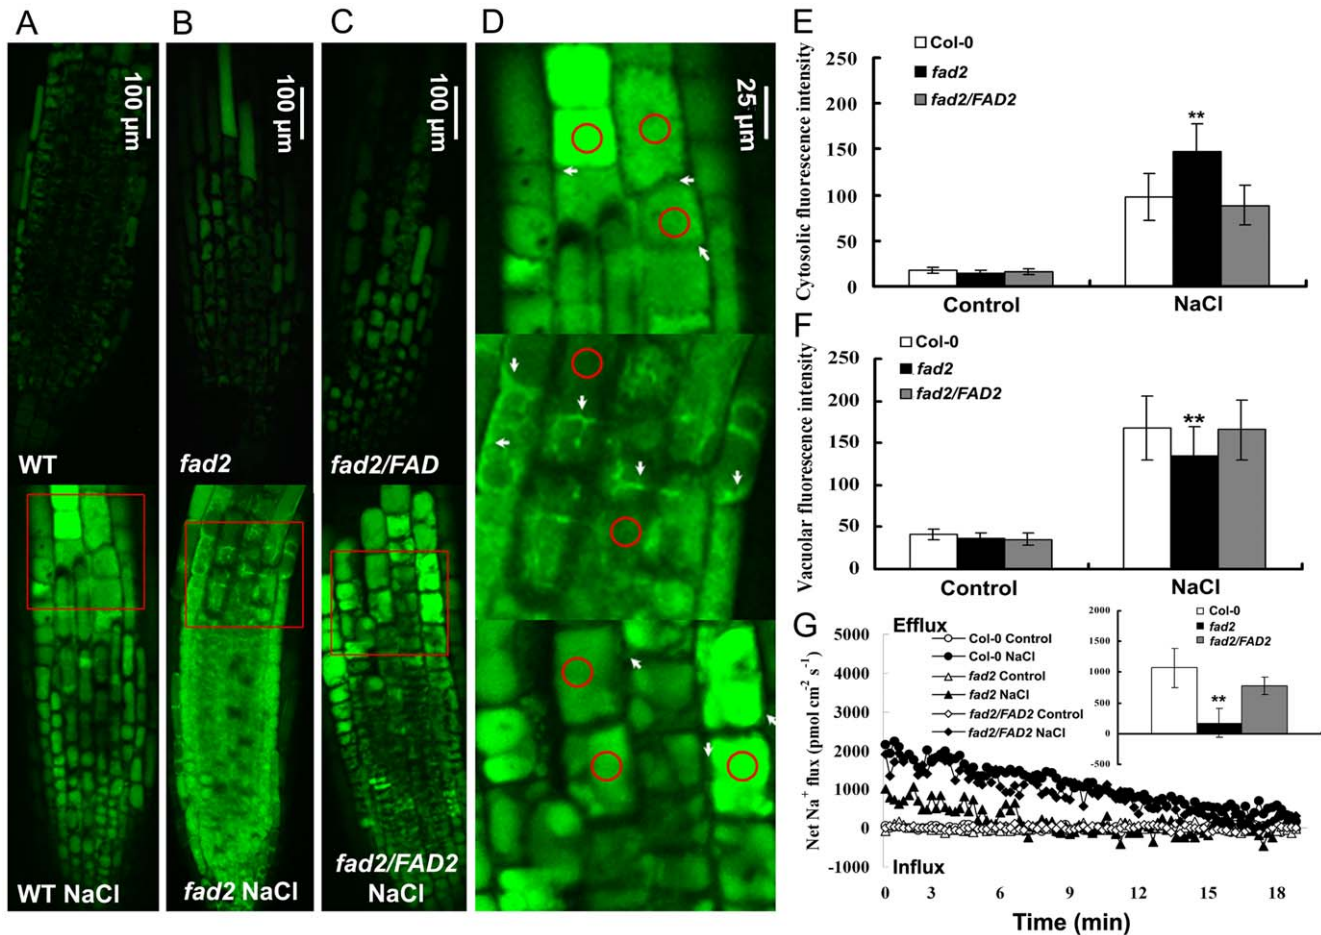 A
100 µm
WT
WT NaCl
B
100 µm
fad2
fad2 NaCl
C
100 µm
fad2/FAD
fad2/FAD2
NaCl
D
25 µm
E
Cytosolic fluorescence intensity
250
200
150
100
50
0
Col-0
fad2
fad2/FAD2
**
Control
NaCl
F
Vacuolar fluorescence intensity
250
200
150
100
50
0
Col-0
fad2
fad2/FAD2
**
Control
NaCl
G
Net Na⁺ flux (pmol cm⁻² s⁻¹)
Efflux
5000
4000
3000
2000
1000
0
-1000
Influx
Col-0 Control
Col-0 NaCl
fad2 Control
fad2 NaCl
fad2/FAD2 Control
fad2/FAD2 NaCl
2000
1500
1000
500
0
-500
Col-0
fad2
fad2/FAD2
**
0 3 6 9 12 15 18
Time (min)